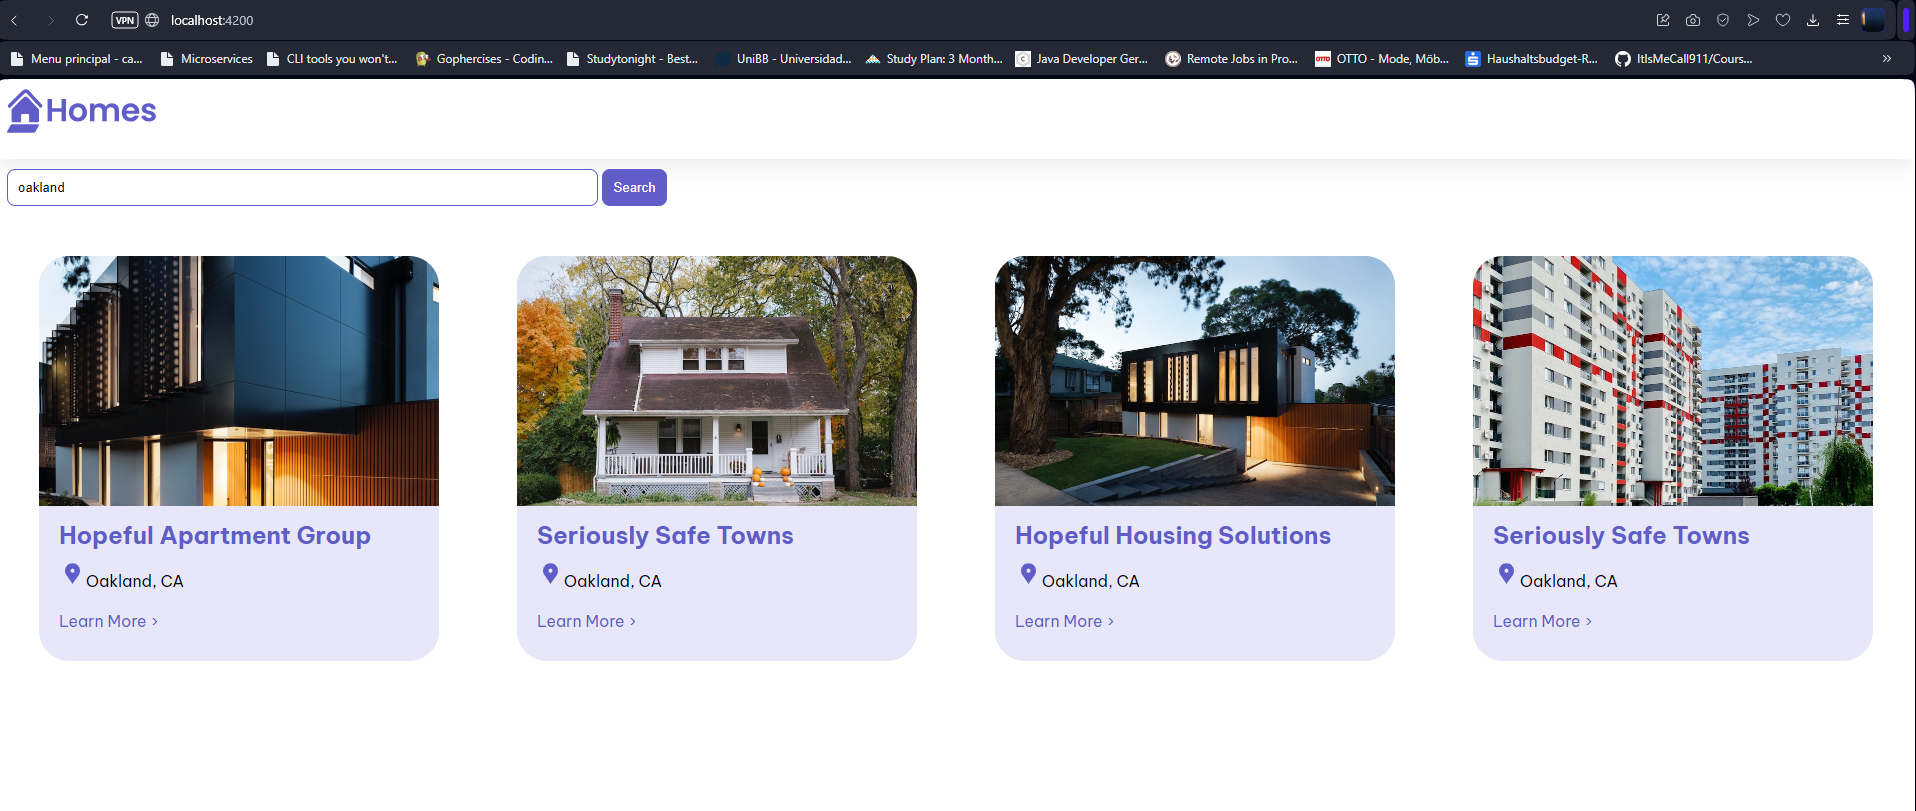 VPN localhost:4200
Menu principal - ca... Microservices CLI tools you won't... Gophercises - Codin... Studytonight - Best... UniBB - Universidad... Study Plan: 3 Month... Java Developer Ger... Remote Jobs in Pro... OTTO - Mode, Möb... Haushaltsbudget-R... ItIsMeCall911/Cours... »
Homes
oakland Search
Hopeful Apartment Group
Oakland, CA
Learn More >
Seriously Safe Towns
Oakland, CA
Learn More >
Hopeful Housing Solutions
Oakland, CA
Learn More >
Seriously Safe Towns
Oakland, CA
Learn More >